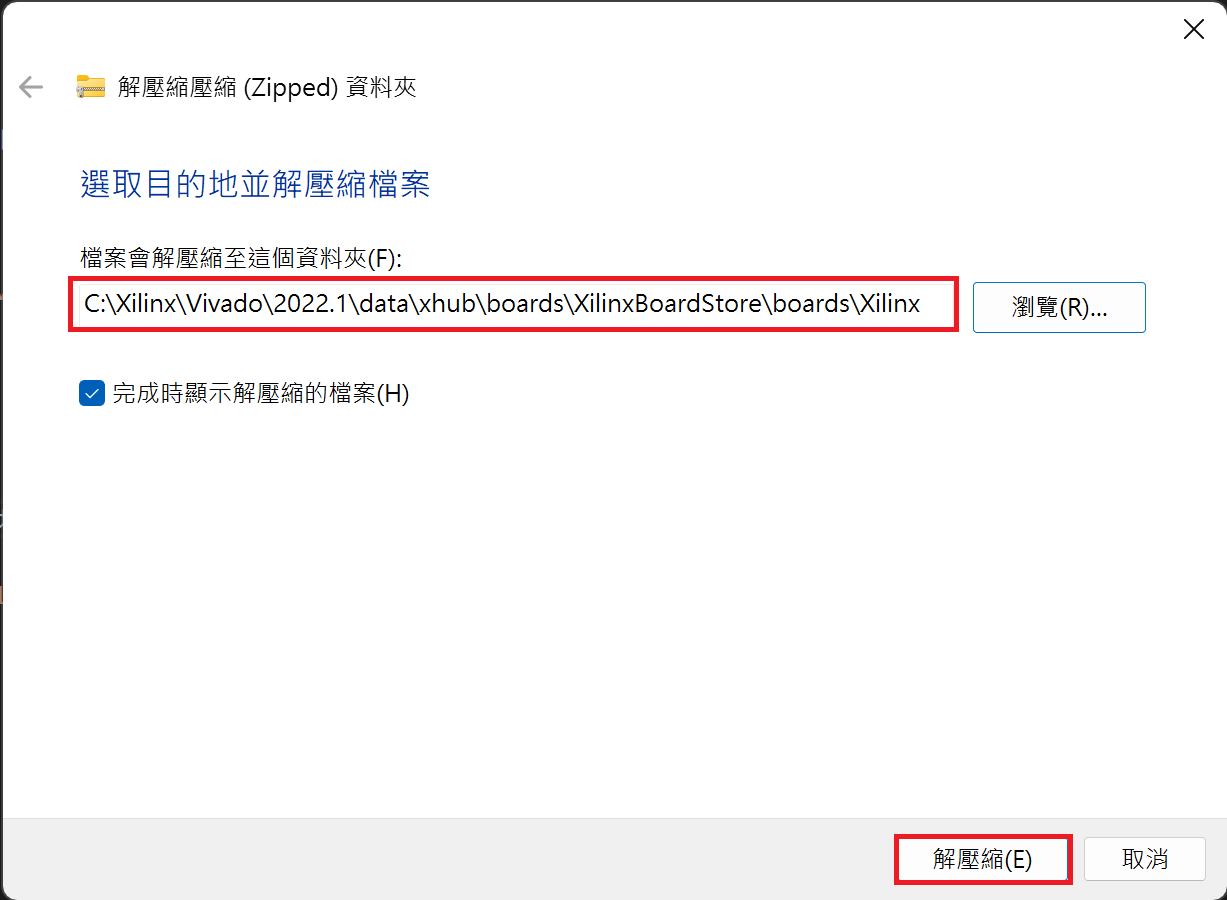 解壓縮壓縮 (Zipped) 資料夾
選取目的地並解壓縮檔案
檔案會解壓縮至這個資料夾(F):
C:\Xilinx\Vivado\2022.1\data\xhub\boards\XilinxBoardStore\boards\Xilinx
瀏覽(R)...
完成時顯示解壓縮的檔案(H)
解壓縮(E)
取消